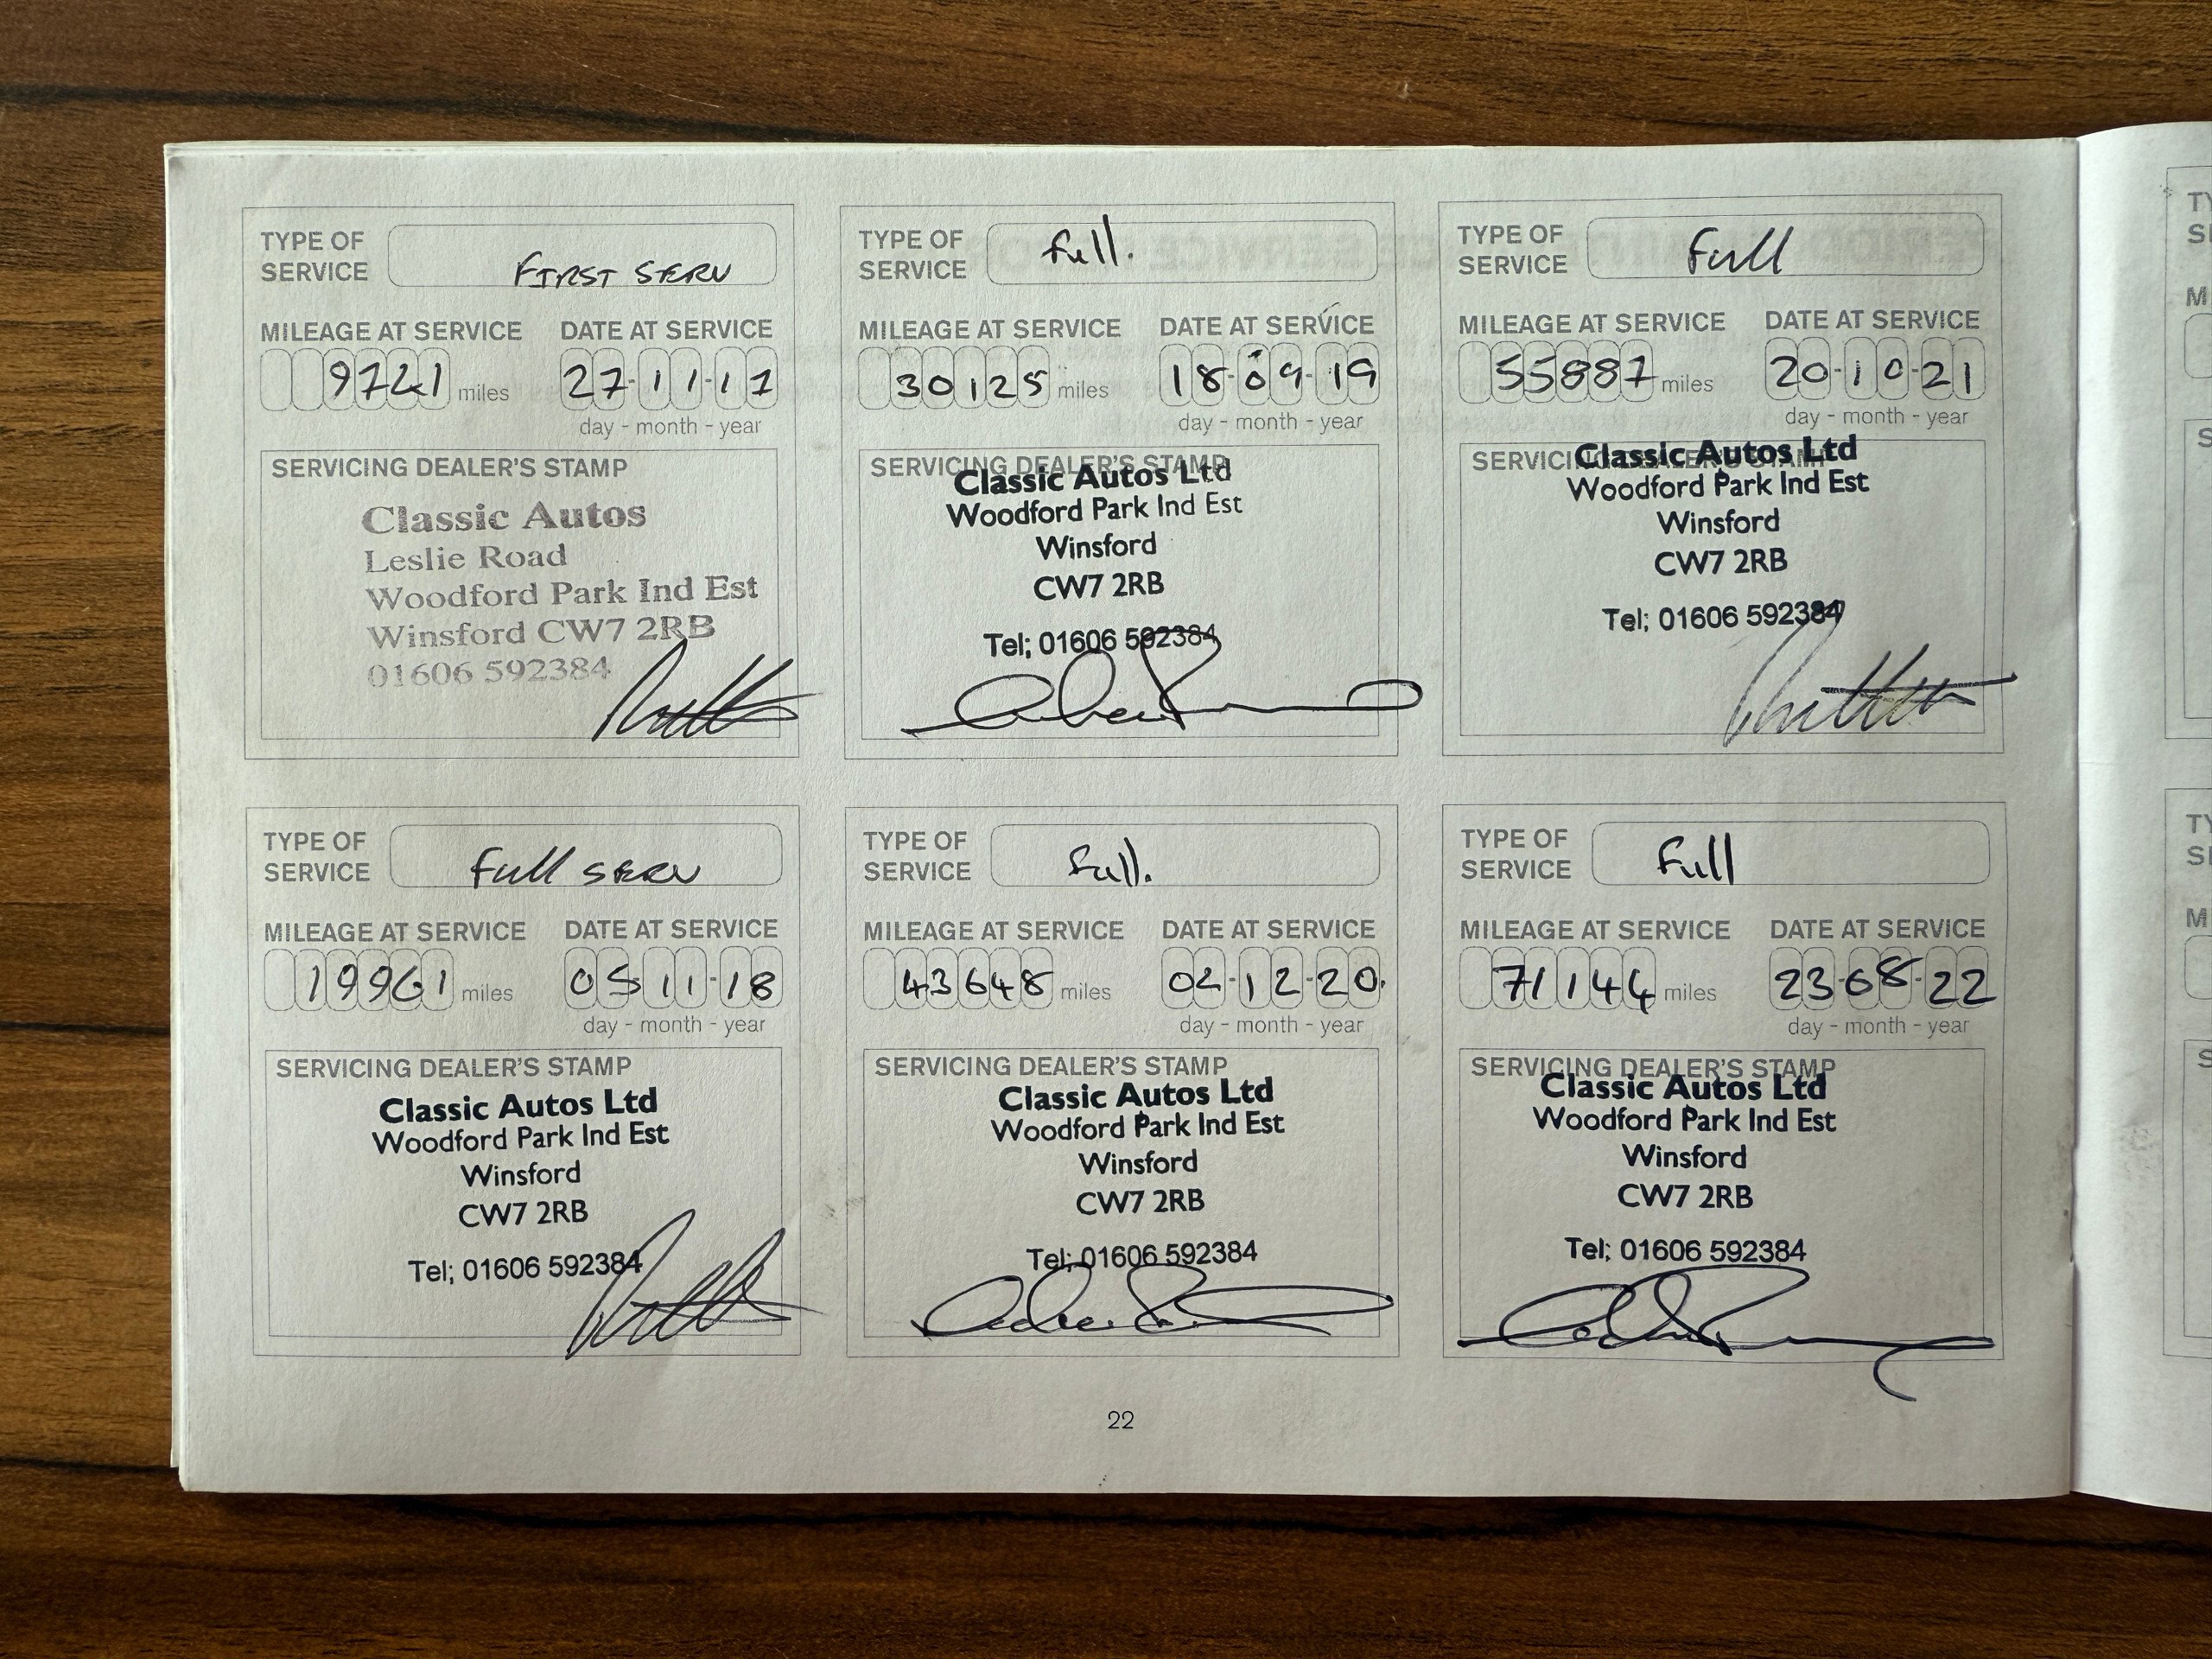 TYPE OF SERVICE FIRST SERV
MILEAGE AT SERVICE DATE AT SERVICE
9721 miles 27-11-17
day - month - year
SERVICING DEALER'S STAMP
Classic Autos
Leslie Road
Woodford Park Ind Est
Winsford CW7 2RB
01606 592384
TYPE OF SERVICE Full.
MILEAGE AT SERVICE DATE AT SERVICE
30125 miles 18-09-19
day - month - year
SERVICING DEALER'S STAMP
Classic Autos Ltd
Woodford Park Ind Est
Winsford
CW7 2RB
Tel; 01606 592384
TYPE OF SERVICE Full
MILEAGE AT SERVICE DATE AT SERVICE
55887 miles 20-10-21
day - month - year
SERVICING DEALER'S STAMP
Classic Autos Ltd
Woodford Park Ind Est
Winsford
CW7 2RB
Tel; 01606 592384
TYPE OF SERVICE Full SERV
MILEAGE AT SERVICE DATE AT SERVICE
19961 miles 05 11-18
day - month - year
SERVICING DEALER'S STAMP
Classic Autos Ltd
Woodford Park Ind Est
Winsford
CW7 2RB
Tel; 01606 592384
TYPE OF SERVICE Full.
MILEAGE AT SERVICE DATE AT SERVICE
43648 miles 02-12-20.
day - month - year
SERVICING DEALER'S STAMP
Classic Autos Ltd
Woodford Park Ind Est
Winsford
CW7 2RB
Tel; 01606 592384
TYPE OF SERVICE Full
MILEAGE AT SERVICE DATE AT SERVICE
71144 miles 23-08-22
day - month - year
SERVICING DEALER'S STAMP
Classic Autos Ltd
Woodford Park Ind Est
Winsford
CW7 2RB
Tel; 01606 592384
22